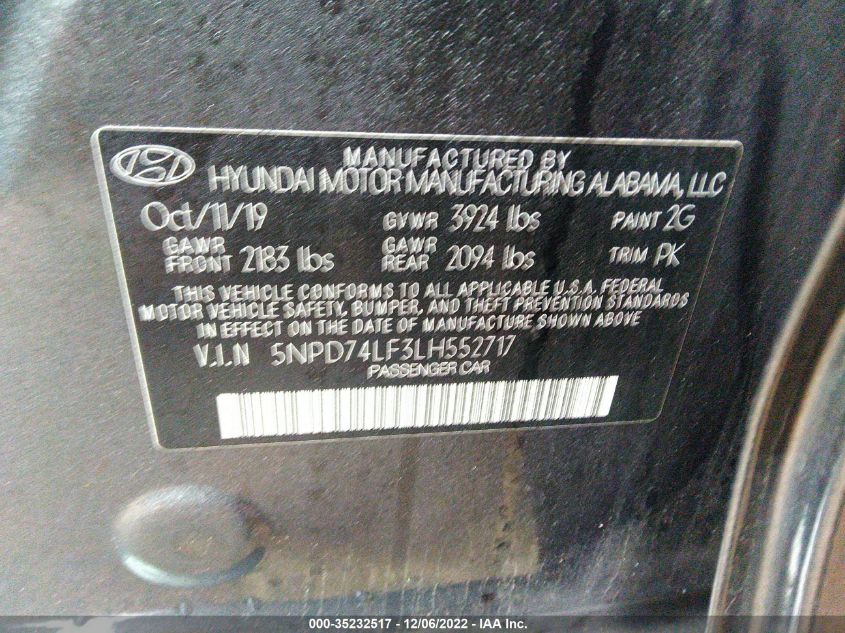 MANUFACTURED BY
HYUNDAI MOTOR MANUFACTURING ALABAMA, LLC
Oct/11/19 GVWR 3924 lbs PAINT 2G
GAWR FRONT 2183 lbs GAWR REAR 2094 lbs TRIM PK
THIS VEHICLE CONFORMS TO ALL APPLICABLE U.S.A. FEDERAL
MOTOR VEHICLE SAFETY, BUMPER, AND THEFT PREVENTION STANDARDS
IN EFFECT ON THE DATE OF MANUFACTURE SHOWN ABOVE
V.I.N 5NPD74LF3LH552717
PASSENGER CAR
000-35232517 - 12/06/2022 - IAA Inc.